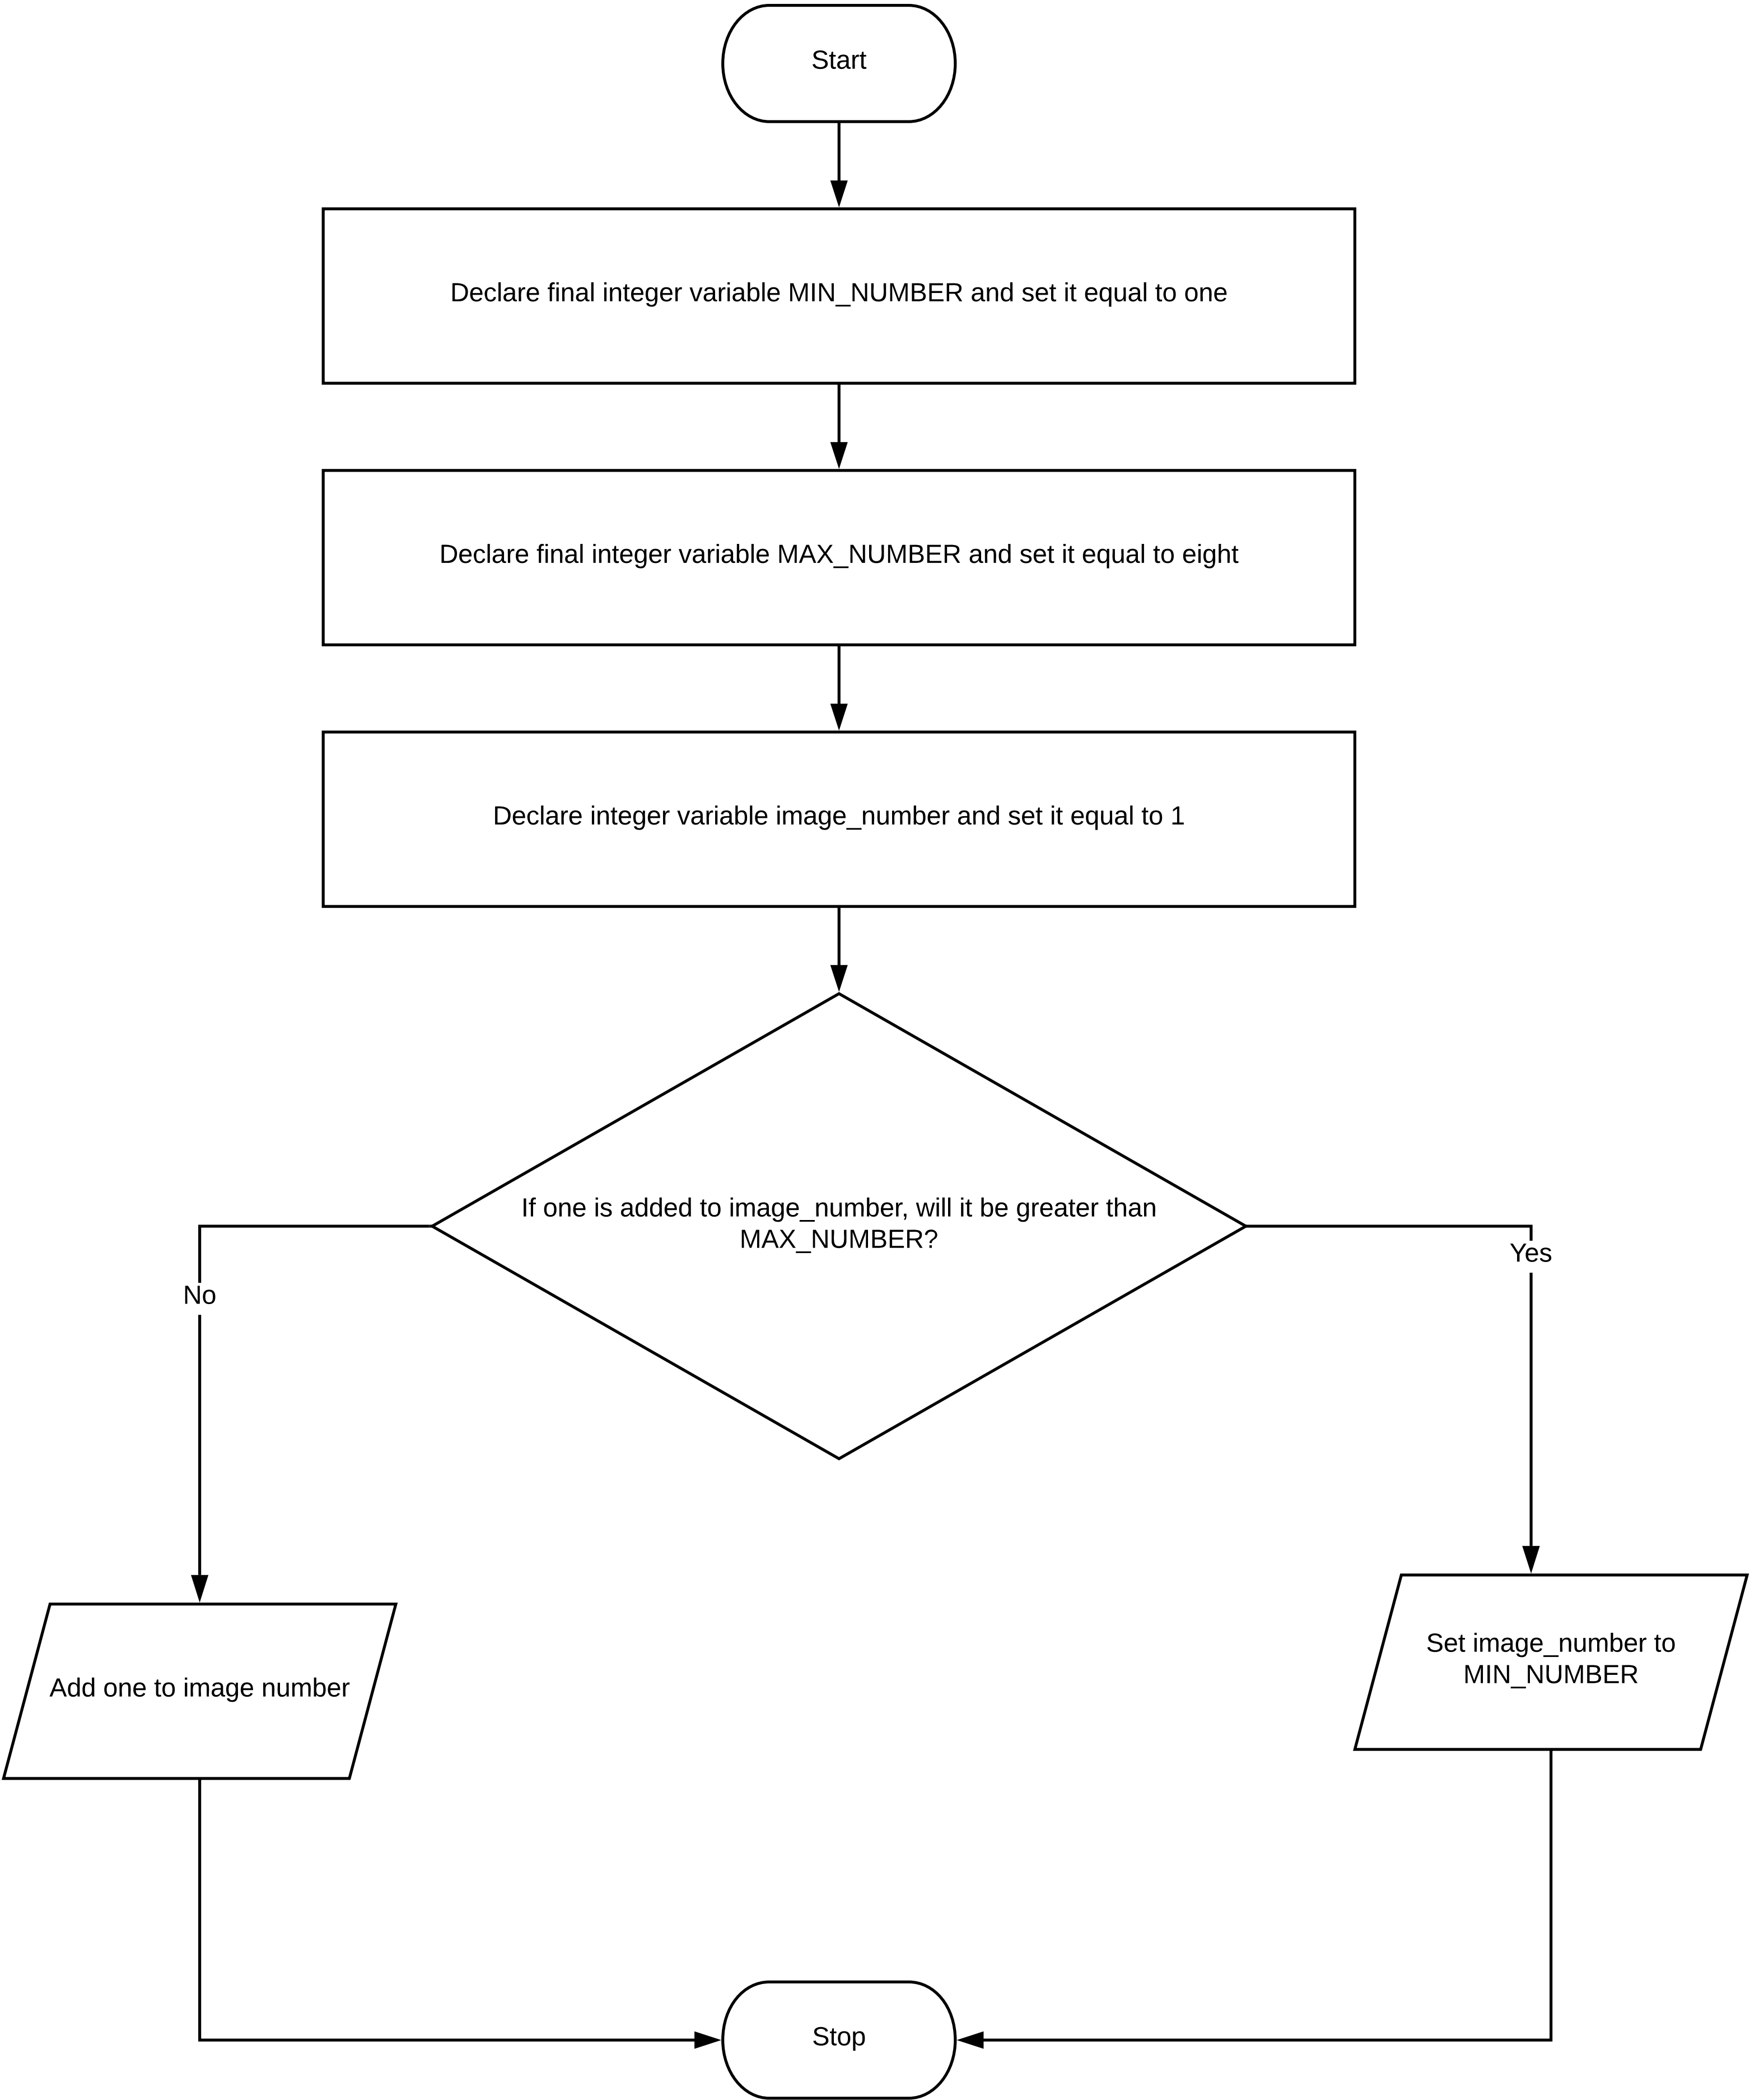 Start
Declare final integer variable MIN_NUMBER and set it equal to one
Declare final integer variable MAX_NUMBER and set it equal to eight
Declare integer variable image_number and set it equal to 1
If one is added to image_number, will it be greater than
MAX_NUMBER?
Yes
No
Set image_number to
MIN_NUMBER
Add one to image number
Stop